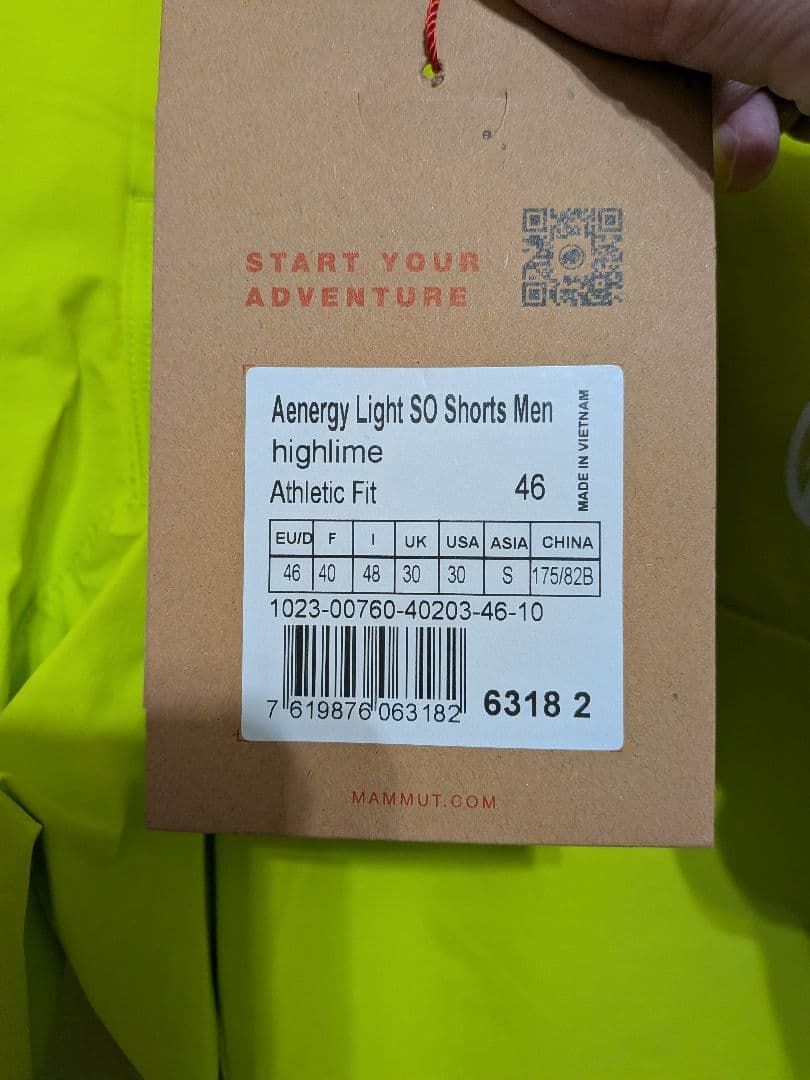 START YOUR
ADVENTURE
Aenergy Light SO Shorts Men
highlime
Athletic Fit 46
MADE IN VIETNAM
EU/D F I UK USA ASIA CHINA
46 40 48 30 30 S 175/82B
1023-00760-40203-46-10
7 619876 063182 6318 2
MAMMUT.COM